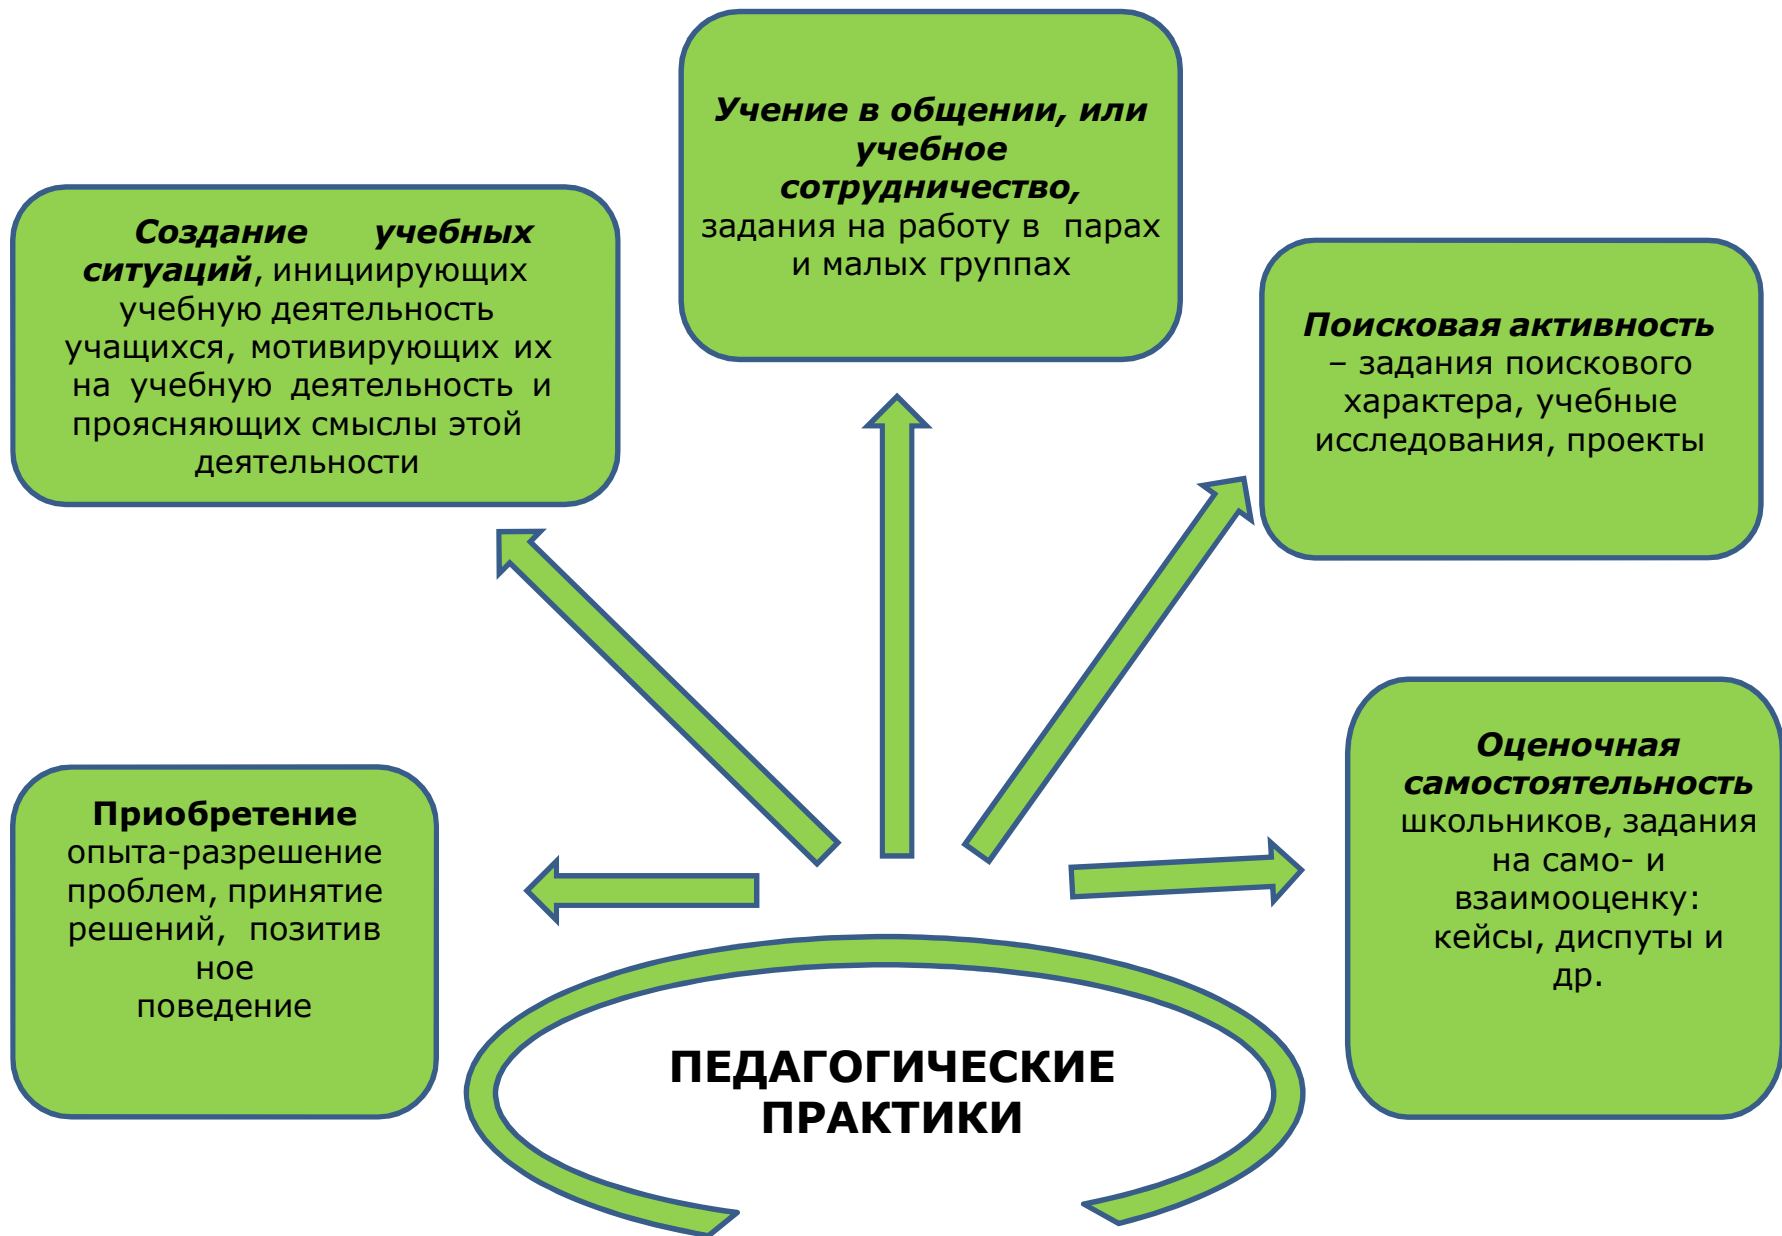 Учение в общении, или
учебное
сотрудничество,
задания на работу в парах
и малых группах
Создание учебных
ситуаций, инициирующих
учебную деятельность
учащихся, мотивирующих их
на учебную деятельность и
проясняющих смыслы этой
деятельности
Поисковая активность
– задания поискового
характера, учебные
исследования, проекты
Приобретение
опыта-разрешение
проблем, принятие
решений, позитив
ное
поведение
Оценочная
самостоятельность
школьников, задания
на само- и
взаимооценку:
кейсы, диспуты и
др.
ПЕДАГОГИЧЕСКИЕ
ПРАКТИКИ